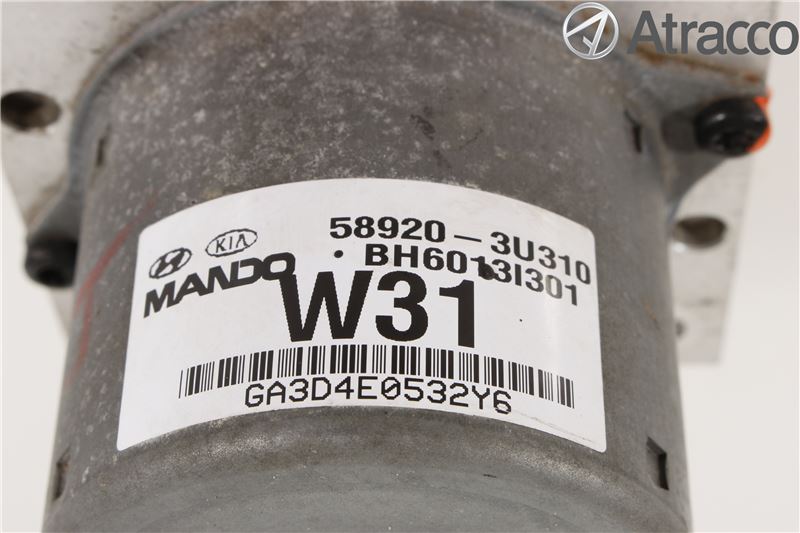 Atracco
KIA
MANDO
58920-3U310
BH6013I301
W31
GA3D4E0532Y6